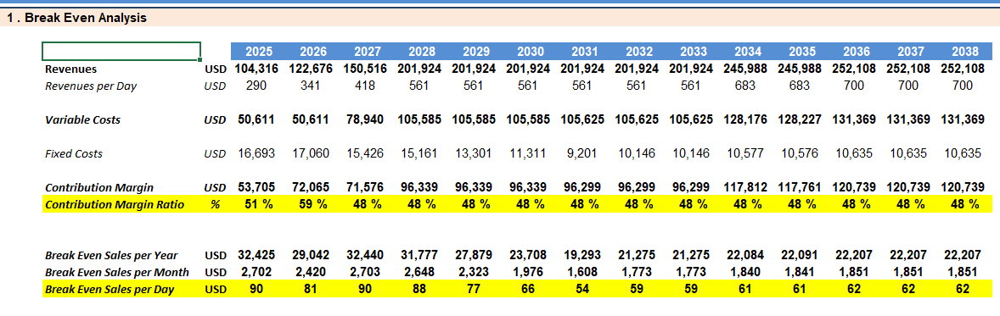 1. Break Even Analysis
2025 2026 2027 2028 2029 2030 2031 2032 2033 2034 2035 2036 2037 2038
Revenues USD 104,316 122,676 150,516 201,924 201,924 201,924 201,924 201,924 201,924 245,988 245,988 252,108 252,108 252,108
Revenues per Day USD 290 341 418 561 561 561 561 561 561 683 683 700 700 700
Variable Costs USD 50,611 50,611 78,940 105,585 105,585 105,585 105,625 105,625 105,625 128,176 128,227 131,369 131,369 131,369
Fixed Costs USD 16,693 17,060 15,426 15,161 13,301 11,311 9,201 10,146 10,146 10,577 10,576 10,635 10,635 10,635
Contribution Margin USD 53,705 72,065 71,576 96,339 96,339 96,339 96,299 96,299 96,299 117,812 117,761 120,739 120,739 120,739
Contribution Margin Ratio % 51 % 59 % 48 % 48 % 48 % 48 % 48 % 48 % 48 % 48 % 48 % 48 % 48 % 48 %
Break Even Sales per Year USD 32,425 29,042 32,440 31,777 27,879 23,708 19,293 21,275 21,275 22,084 22,091 22,207 22,207 22,207
Break Even Sales per Month USD 2,702 2,420 2,703 2,648 2,323 1,976 1,608 1,773 1,773 1,840 1,841 1,851 1,851 1,851
Break Even Sales per Day USD 90 81 90 88 77 66 54 59 59 61 61 62 62 62